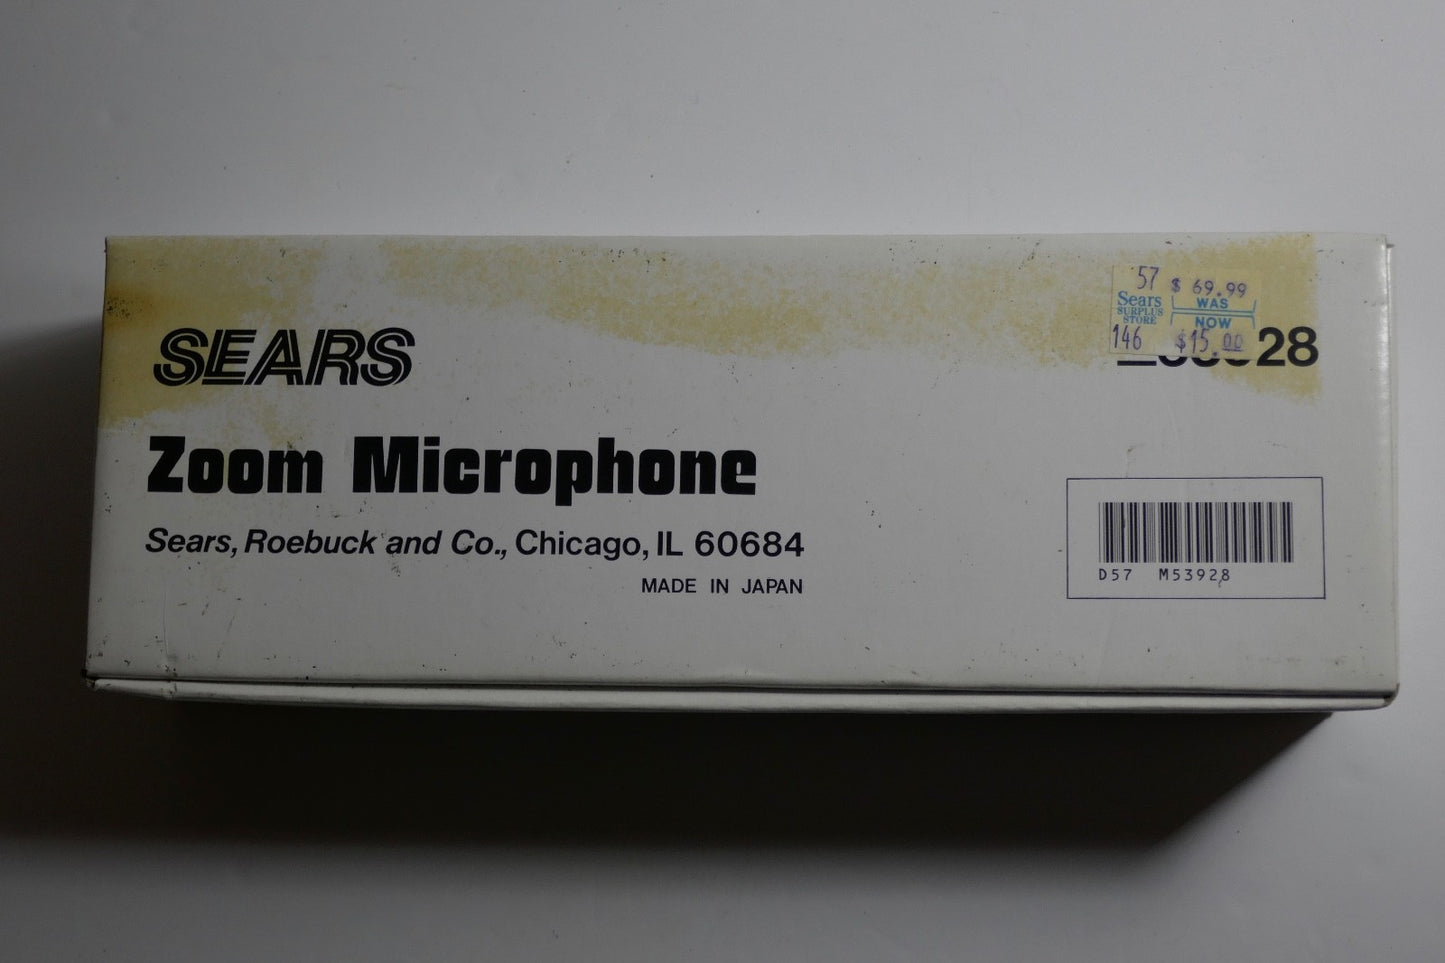 57 $ 69.99
Sears WAS
SURPLUS
STORE NOW
146 $15.00
SEARS
28
Zoom Microphone
Sears, Roebuck and Co., Chicago, IL 60684
MADE IN JAPAN
D57 M53928